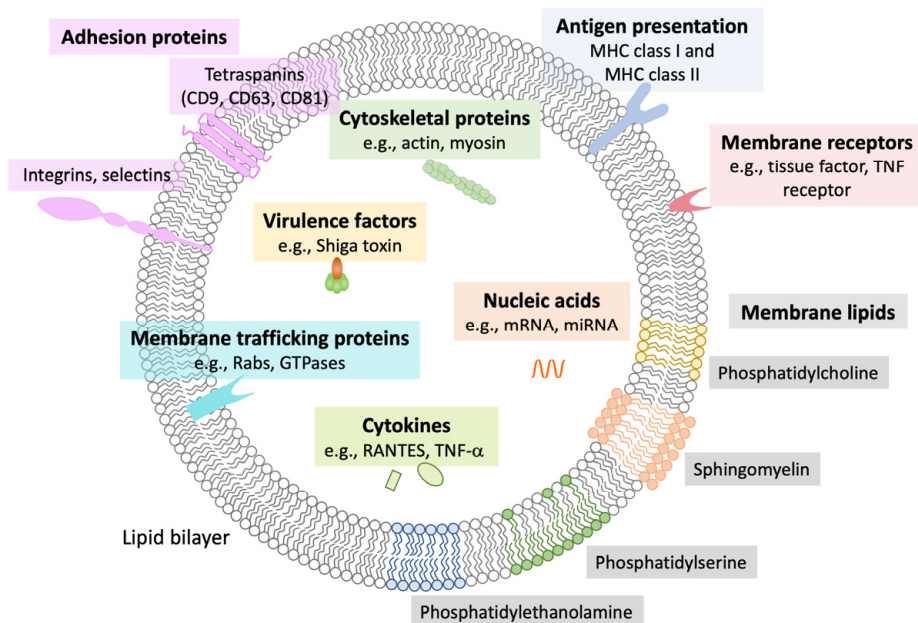 Adhesion proteins
Tetraspanins
(CD9, CD63, CD81)
Integrins, selectins
Antigen presentation
MHC class I and
MHC class II
Cytoskeletal proteins
e.g., actin, myosin
Membrane receptors
e.g., tissue factor, TNF
receptor
Virulence factors
e.g., Shiga toxin
Nucleic acids
e.g., mRNA, miRNA
Membrane lipids
Membrane trafficking proteins
e.g., Rabs, GTPases
Phosphatidylcholine
Cytokines
e.g., RANTES, TNF-α
Sphingomyelin
Lipid bilayer
Phosphatidylserine
Phosphatidylethanolamine